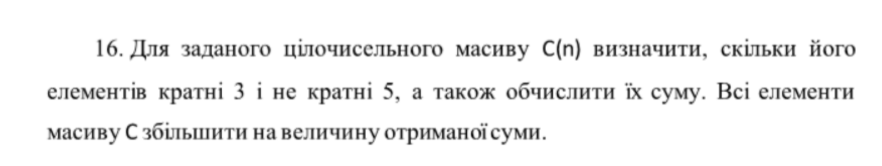 16. Для заданого цілочисельного масиву C(n) визначити, скільки його
елементів кратні 3 і не кратні 5, а також обчислити їх суму. Всі елементи
масиву C збільшити на величину отриманої суми.